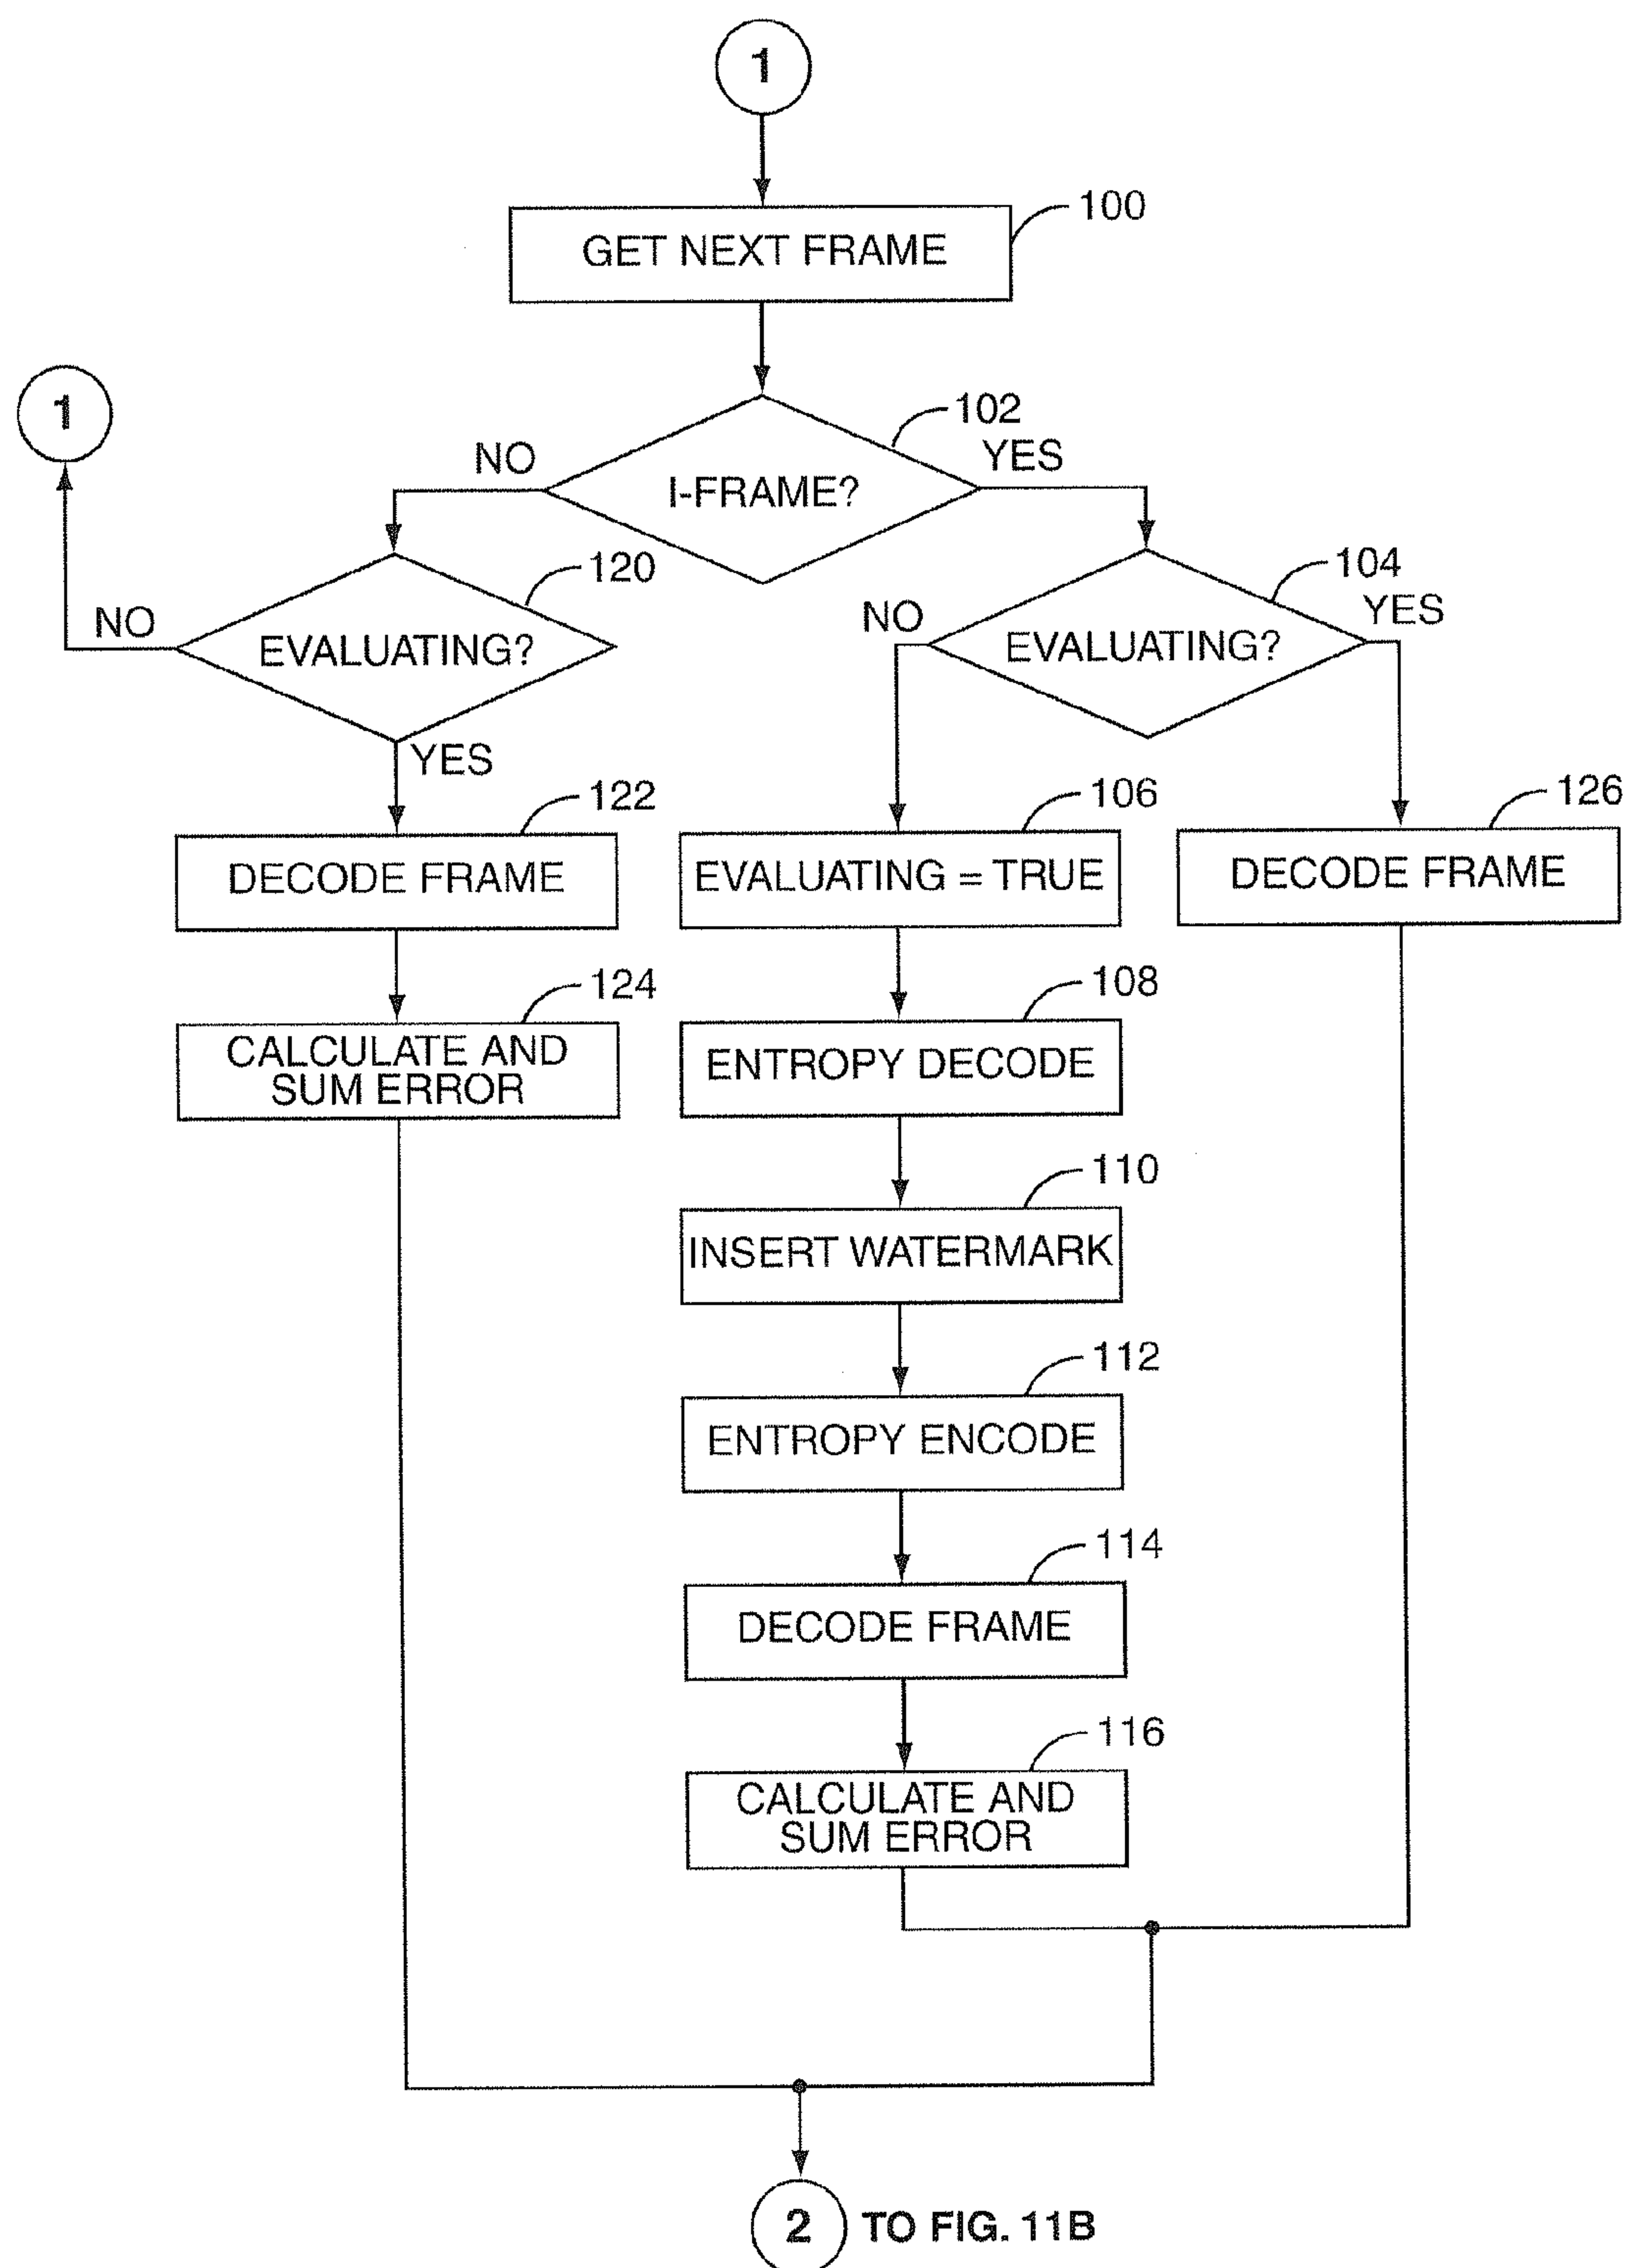 1
100
GET NEXT FRAME
1
102
NO
YES
I-FRAME?
120
104
NO
EVALUATING?
NO
YES
EVALUATING?
YES
122
106
126
DECODE FRAME
EVALUATING = TRUE
DECODE FRAME
124
108
CALCULATE AND
SUM ERROR
ENTROPY DECODE
110
INSERT WATERMARK
112
ENTROPY ENCODE
114
DECODE FRAME
116
CALCULATE AND
SUM ERROR
2 TO FIG. 11B